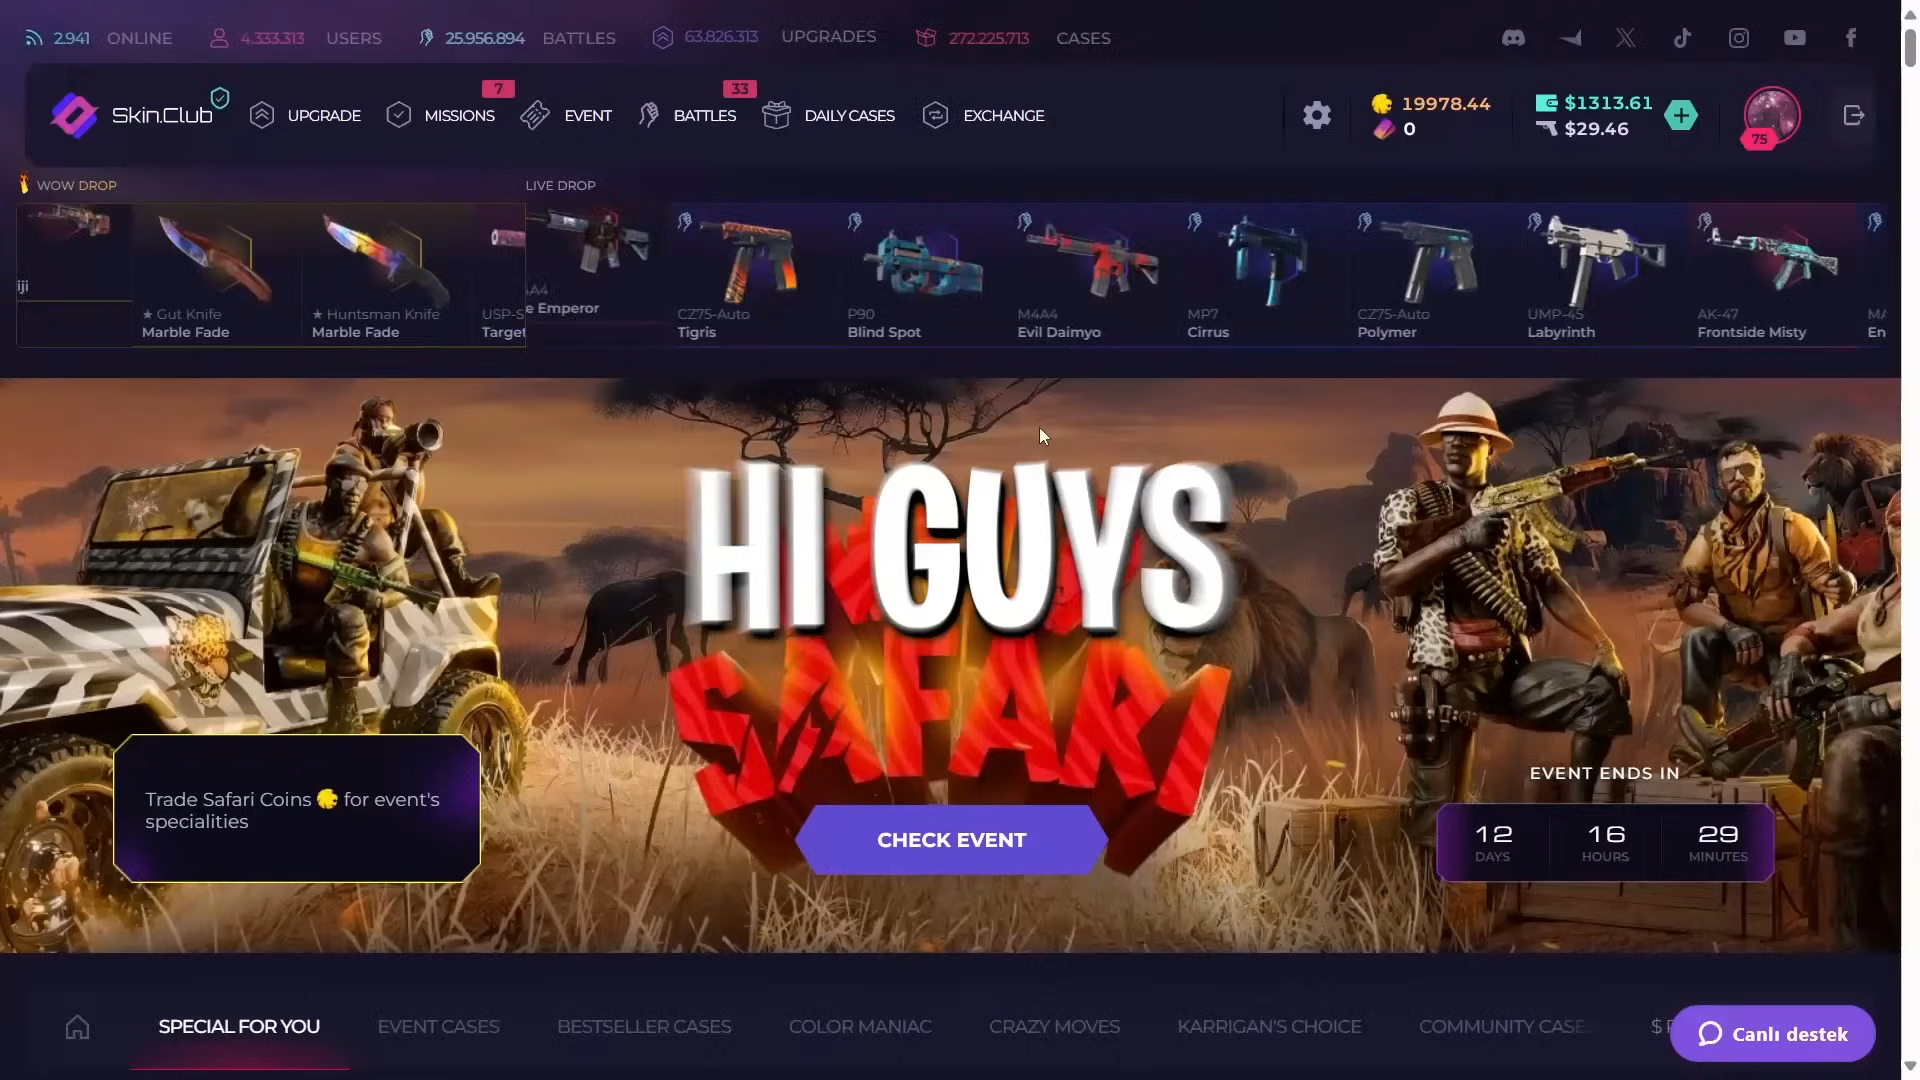 2.941 ONLINE 4.333.313 USERS 25.956.894 BATTLES 63.826.313 UPGRADES 272.225.713 CASES
Skin.Club UPGRADE 7 MISSIONS EVENT 33 BATTLES DAILY CASES EXCHANGE
19978.44
0
$1313.61
$29.46
75
WOW DROP
LIVE DROP
iji
★ Gut Knife
Marble Fade
★ Huntsman Knife
Marble Fade
USP-S
Target
e Emperor
CZ75-Auto
Tigris
P90
Blind Spot
M4A4
Evil Daimyo
MP7
Cirrus
CZ75-Auto
Polymer
UMP-45
Labyrinth
AK-47
Frontside Misty
MA
En
HI GUYS
SAFARI
Trade Safari Coins for event's
specialities
CHECK EVENT
EVENT ENDS IN
12 16 29
DAYS HOURS MINUTES
SPECIAL FOR YOU EVENT CASES BESTSELLER CASES COLOR MANIAC CRAZY MOVES KARRIGAN'S CHOICE COMMUNITY CASE $
Canlı destek